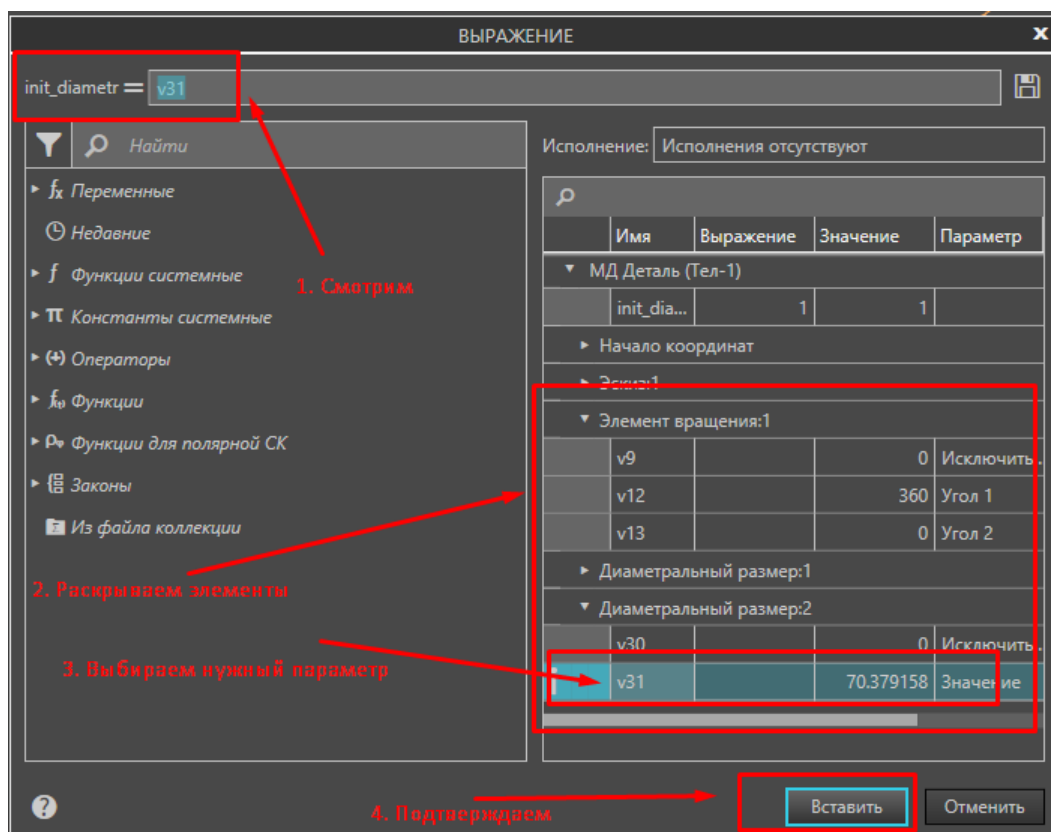 ВЫРАЖЕНИЕ x
init_diametr = v31
Найти
Переменные
Недавние
Функции системные
Константы системные
Операторы
Функции
Функции для полярной СК
Законы
Из файла коллекции
1. Смотрим
2. Раскрываем элементы
3. Выбираем нужный параметр
4. Подтверждаем
Исполнение: Исполнения отсутствуют
Имя Выражение Значение Параметр
МД Деталь (Тел-1)
init_dia... 1 1
Начало координат
Эскиз:1
Элемент вращения:1
v9 0 Исключить..
v12 360 Угол 1
v13 0 Угол 2
Диаметральный размер:1
Диаметральный размер:2
v30 0 Исключить..
v31 70.379158 Значение
? Вставить Отменить